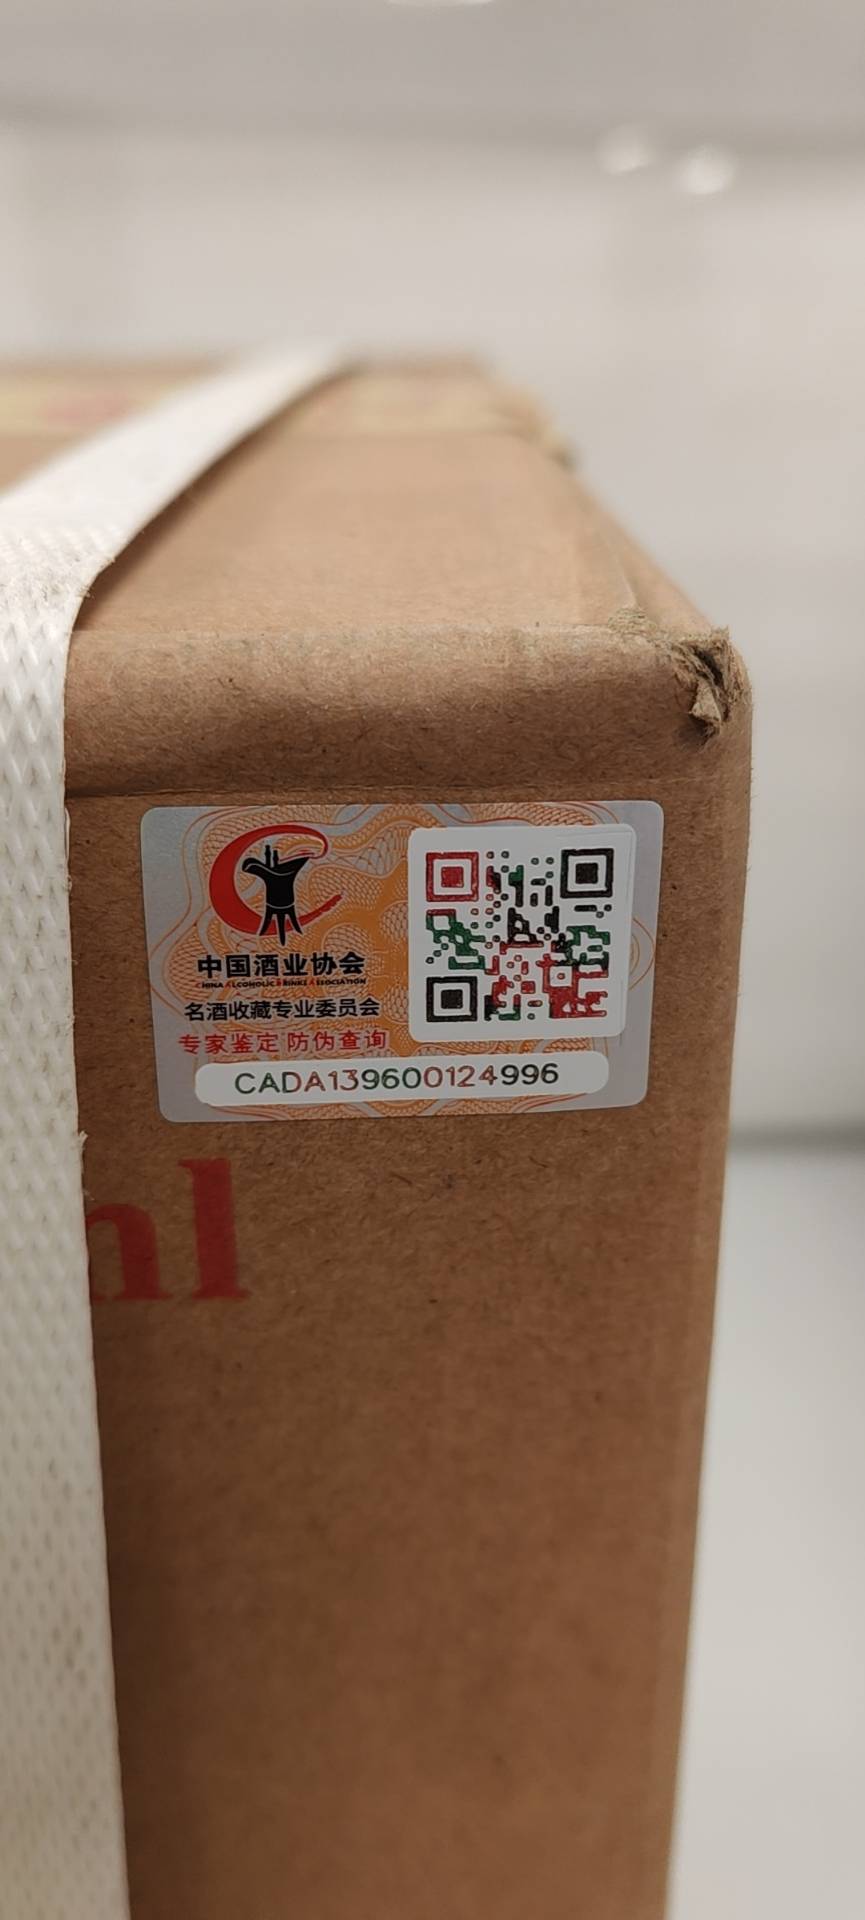 中国酒业协会
CHINA ALCOHOLIC DRINKS ASSOCIATION
名酒收藏专业委员会
专家鉴定 防伪查询
CADA139600124996
ml